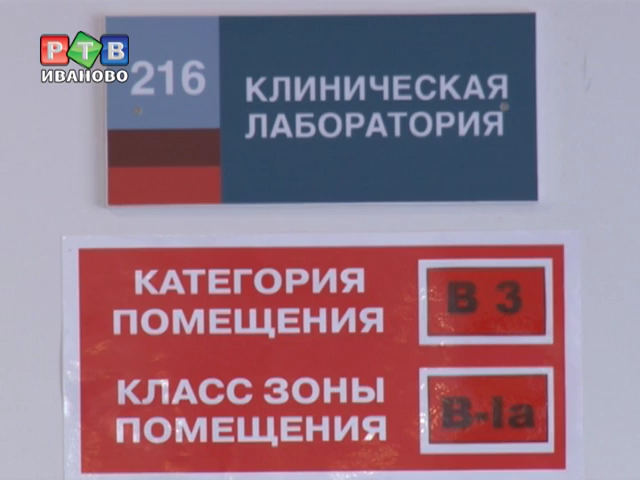 РТВ
ИВАНОВО
216
КЛИНИЧЕСКАЯ
ЛАБОРАТОРИЯ
КАТЕГОРИЯ
ПОМЕЩЕНИЯ
В 3
КЛАСС ЗОНЫ
ПОМЕЩЕНИЯ
В-Iа